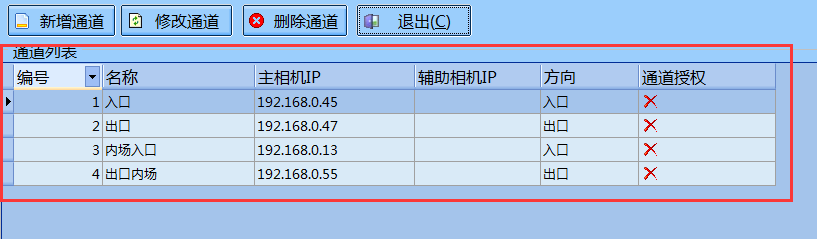 新增通道 修改通道 删除通道 退出(C)
通道列表
编号 名称 主相机IP 辅助相机IP 方向 通道授权
1 入口 192.168.0.45 入口
2 出口 192.168.0.47 出口
3 内场入口 192.168.0.13 入口
4 出口内场 192.168.0.55 出口